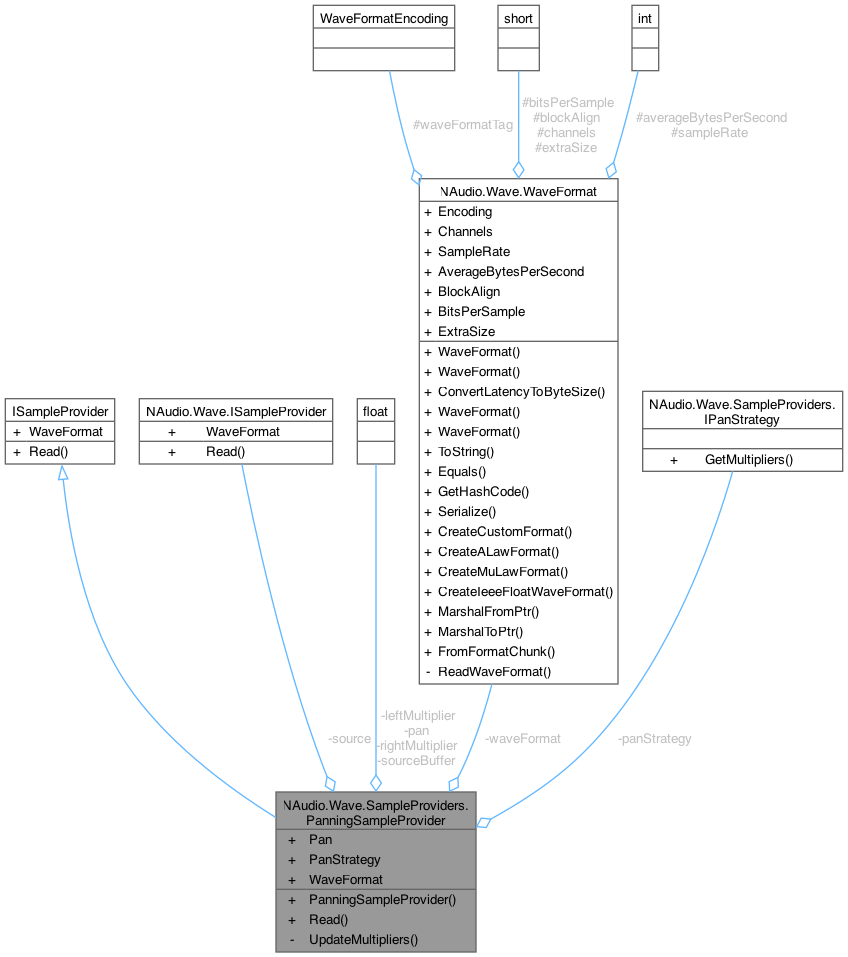 WaveFormatEncoding
short
int
#waveFormatTag
#bitsPerSample
#blockAlign
#channels
#extraSize
#averageBytesPerSecond
#sampleRate
NAudio.Wave.WaveFormat
+ Encoding
+ Channels
+ SampleRate
+ AverageBytesPerSecond
+ BlockAlign
+ BitsPerSample
+ ExtraSize
+ WaveFormat()
+ WaveFormat()
+ ConvertLatencyToByteSize()
+ WaveFormat()
+ WaveFormat()
+ ToString()
+ Equals()
+ GetHashCode()
+ Serialize()
+ CreateCustomFormat()
+ CreateALawFormat()
+ CreateMuLawFormat()
+ CreateIeeeFloatWaveFormat()
+ MarshalFromPtr()
+ MarshalToPtr()
+ FromFormatChunk()
- ReadWaveFormat()
ISampleProvider
+ WaveFormat
+ Read()
NAudio.Wave.ISampleProvider
+ WaveFormat
+ Read()
float
NAudio.Wave.SampleProviders.
IPanStrategy
+ GetMultipliers()
-source
-leftMultiplier
-pan
-rightMultiplier
-sourceBuffer
-waveFormat
-panStrategy
NAudio.Wave.SampleProviders.
PanningSampleProvider
+ Pan
+ PanStrategy
+ WaveFormat
+ PanningSampleProvider()
+ Read()
- UpdateMultipliers()